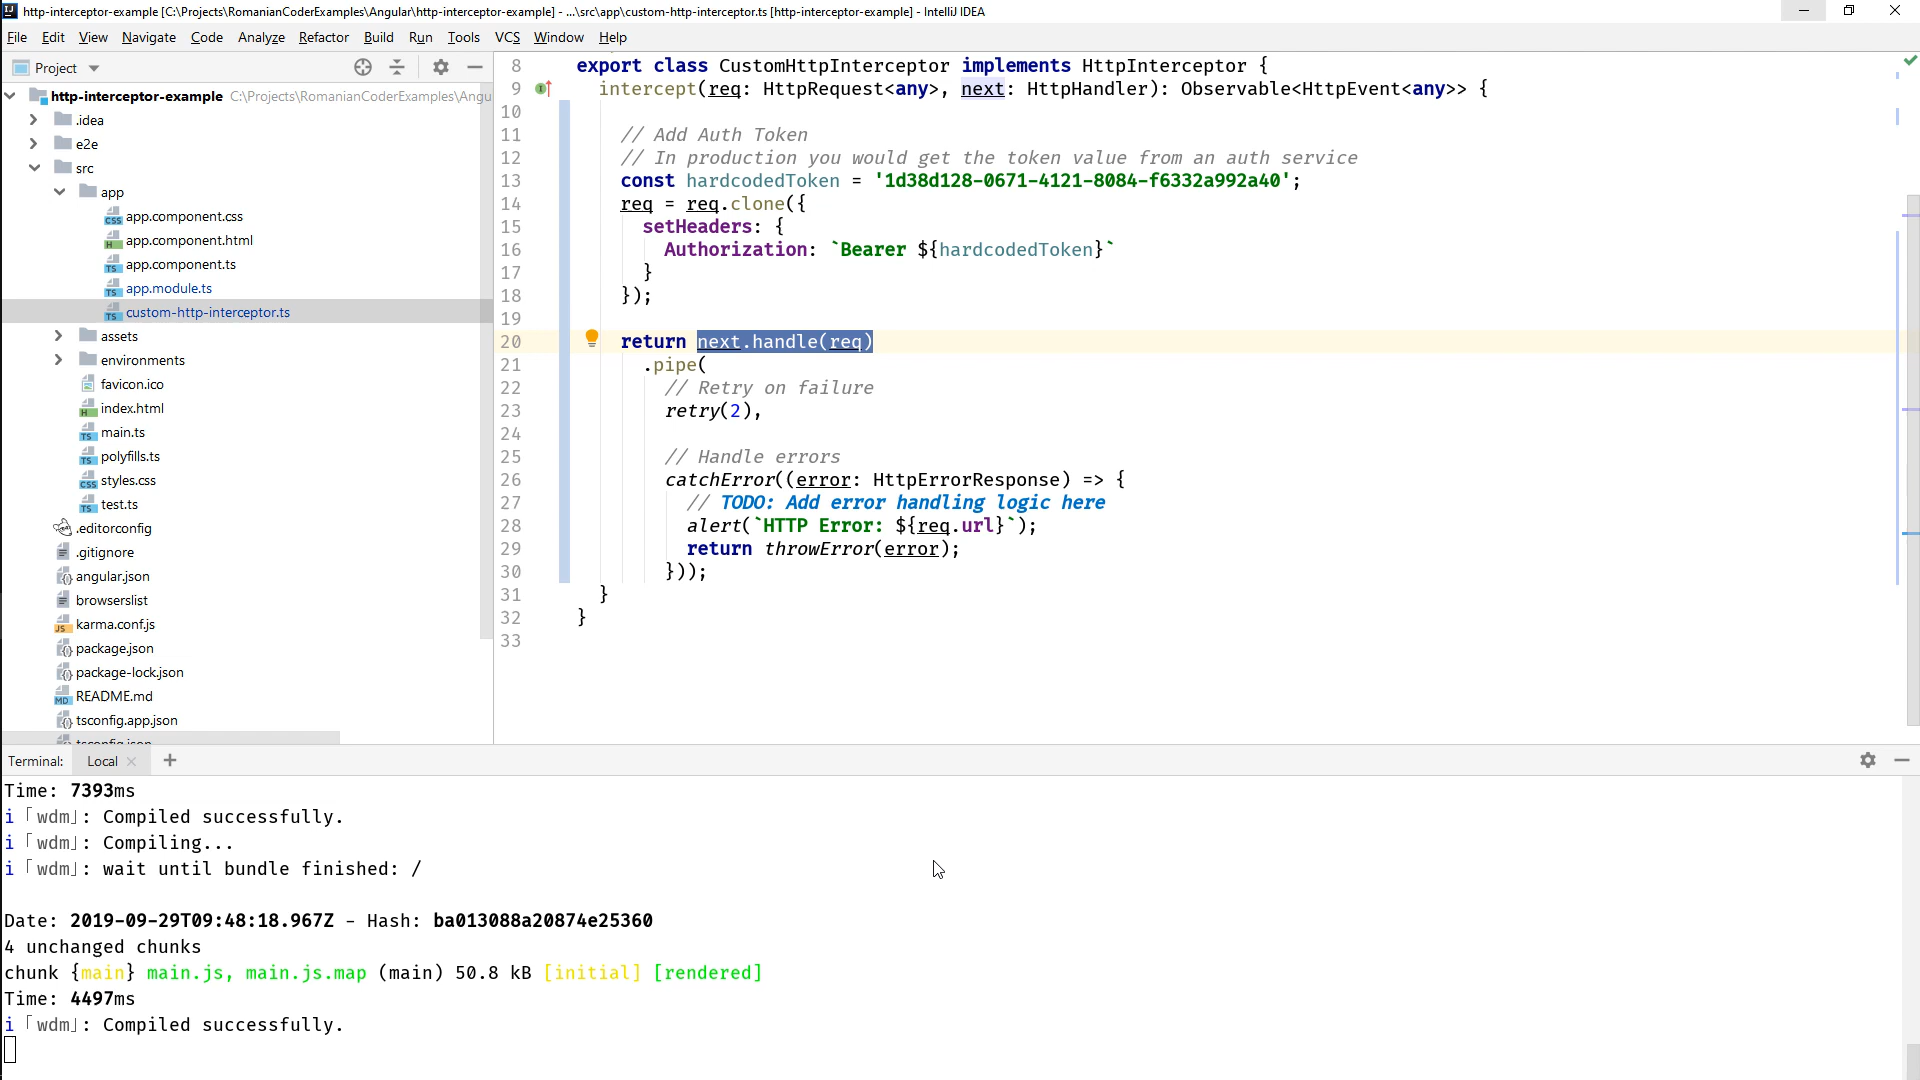 http-interceptor-example [C:\Projects\RomanianCoderExamples\Angular\http-interceptor-example] - ...\src\app\custom-http-interceptor.ts [http-interceptor-example] - IntelliJ IDEA
File Edit View Navigate Code Analyze Refactor Build Run Tools VCS Window Help
Project
http-interceptor-example C:\Projects\RomanianCoderExamples\Angu
.idea
e2e
src
app
app.component.css
app.component.html
app.component.ts
app.module.ts
custom-http-interceptor.ts
assets
environments
favicon.ico
index.html
main.ts
polyfills.ts
styles.css
test.ts
.editorconfig
.gitignore
angular.json
browserslist
karma.conf.js
package.json
package-lock.json
README.md
tsconfig.app.json
tsconfig.json
8 export class CustomHttpInterceptor implements HttpInterceptor {
9 intercept(req: HttpRequest<any>, next: HttpHandler): Observable<HttpEvent<any>> {
10
11 // Add Auth Token
12 // In production you would get the token value from an auth service
13 const hardcodedToken = '1d38d128-0671-4121-8084-f6332a992a40';
14 req = req.clone({
15 setHeaders: {
16 Authorization: `Bearer ${hardcodedToken}`
17 }
18 });
19
20 return next.handle(req)
21 .pipe(
22 // Retry on failure
23 retry(2),
24
25 // Handle errors
26 catchError((error: HttpErrorResponse) => {
27 // TODO: Add error handling logic here
28 alert(`HTTP Error: ${req.url}`);
29 return throwError(error);
30 }));
31 }
32 }
33
Terminal: Local
Time: 7393ms
i「wdm」: Compiled successfully.
i「wdm」: Compiling...
i「wdm」: wait until bundle finished: /
Date: 2019-09-29T09:48:18.967Z - Hash: ba013088a20874e25360
4 unchanged chunks
chunk {main} main.js, main.js.map (main) 50.8 kB [initial] [rendered]
Time: 4497ms
i「wdm」: Compiled successfully.